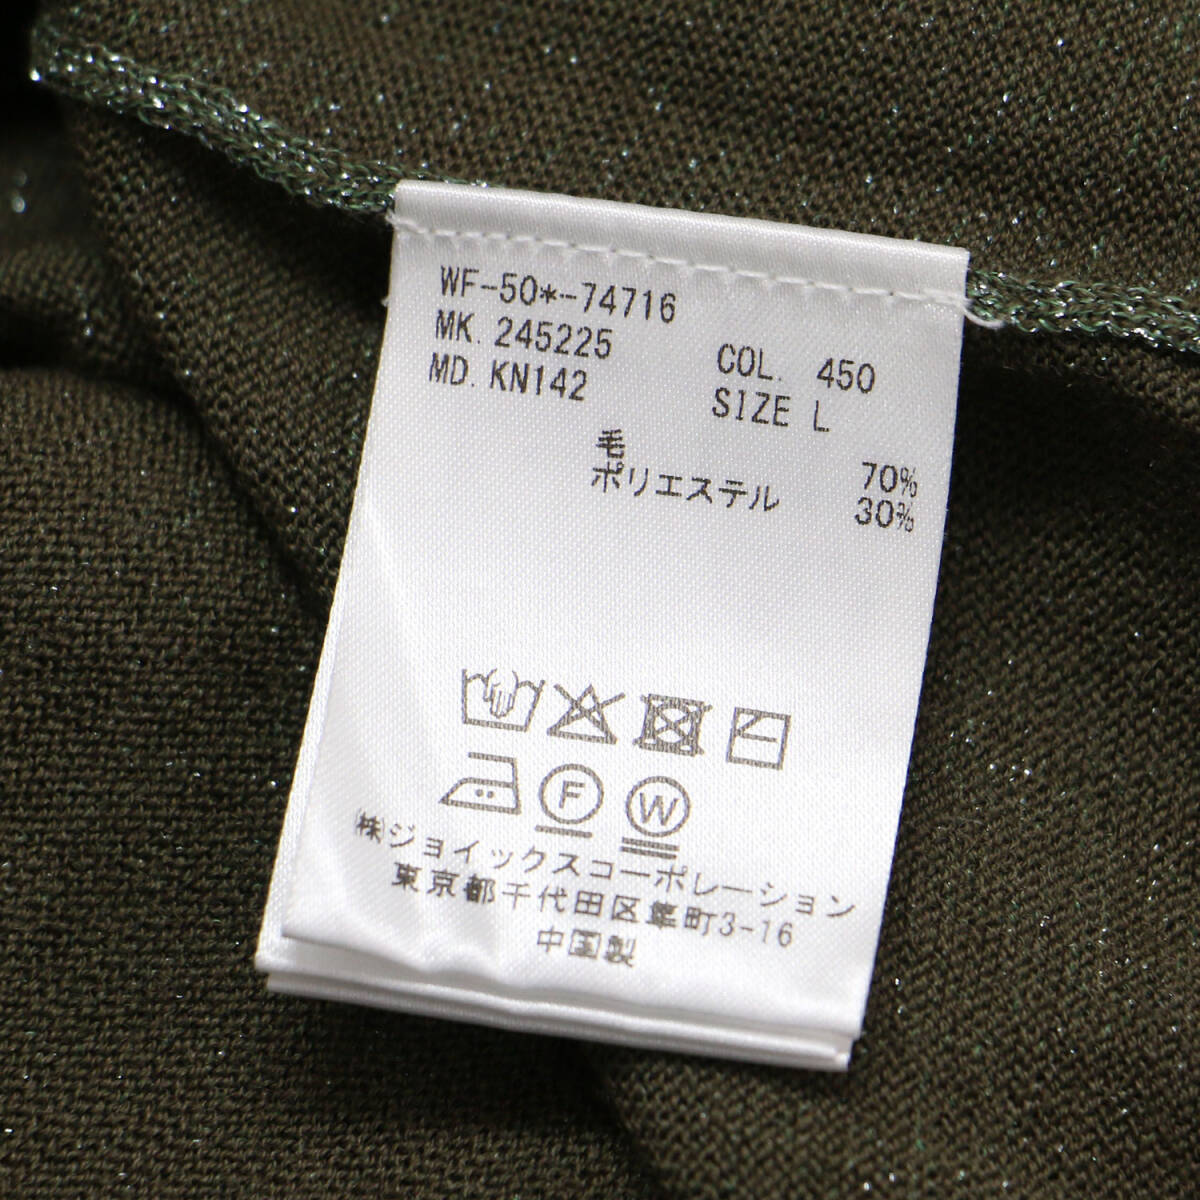 WF-50*-74716
MK. 245225 COL. 450
MD. KN142 SIZE L
毛 70%
ポリエステル 30%
F W
㈱ジョイックスコーポレーション
東京都千代田区隼町3-16
中国製